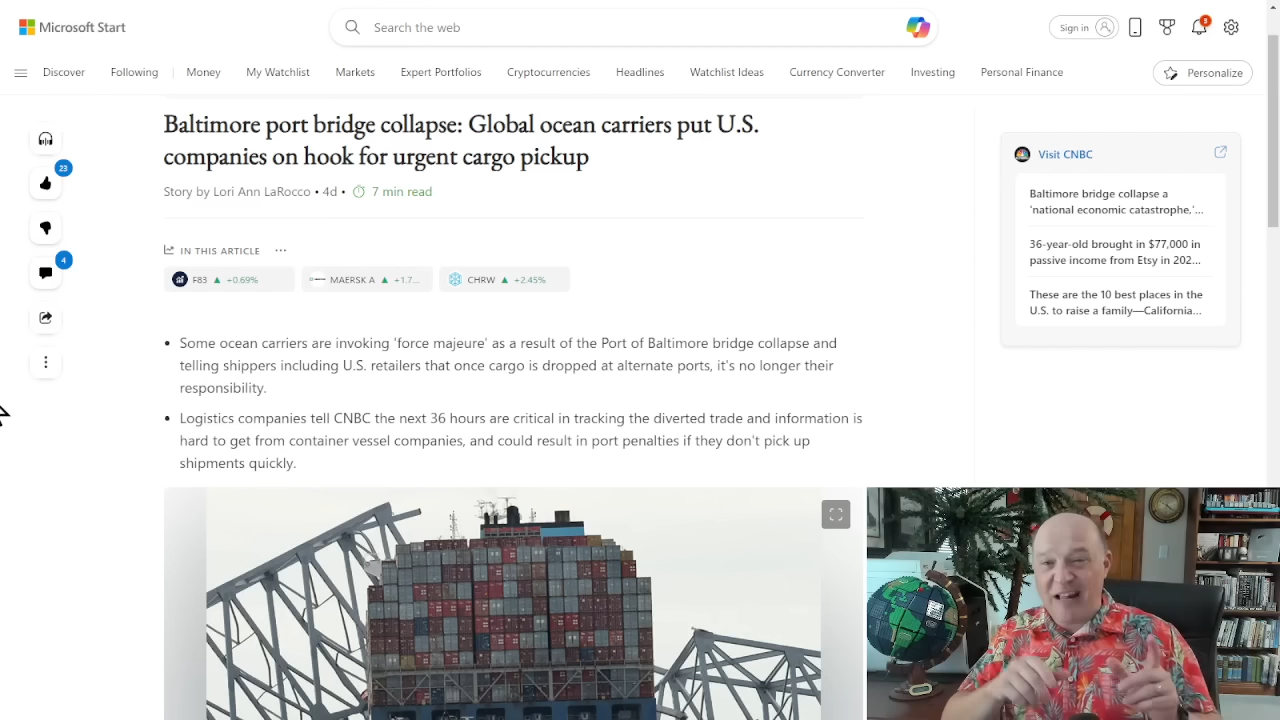 Microsoft Start
Search the web
Sign in
3
Discover
Following
Money
My Watchlist
Markets
Expert Portfolios
Cryptocurrencies
Headlines
Watchlist Ideas
Currency Converter
Investing
Personal Finance
Personalize
Baltimore port bridge collapse: Global ocean carriers put U.S.
companies on hook for urgent cargo pickup
23
Story by Lori Ann LaRocco • 4d •
7 min read
IN THIS ARTICLE ...
4
F83 ▲ +0.69%
MAERSK A ▲ +1.7...
CHRW ▲ +2.45%
• Some ocean carriers are invoking 'force majeure' as a result of the Port of Baltimore bridge collapse and
telling shippers including U.S. retailers that once cargo is dropped at alternate ports, it's no longer their
responsibility.
• Logistics companies tell CNBC the next 36 hours are critical in tracking the diverted trade and information is
hard to get from container vessel companies, and could result in port penalties if they don't pick up
shipments quickly.
Visit CNBC
Baltimore bridge collapse a
'national economic catastrophe,'...
36-year-old brought in $77,000 in
passive income from Etsy in 202...
These are the 10 best places in the
U.S. to raise a family—California...